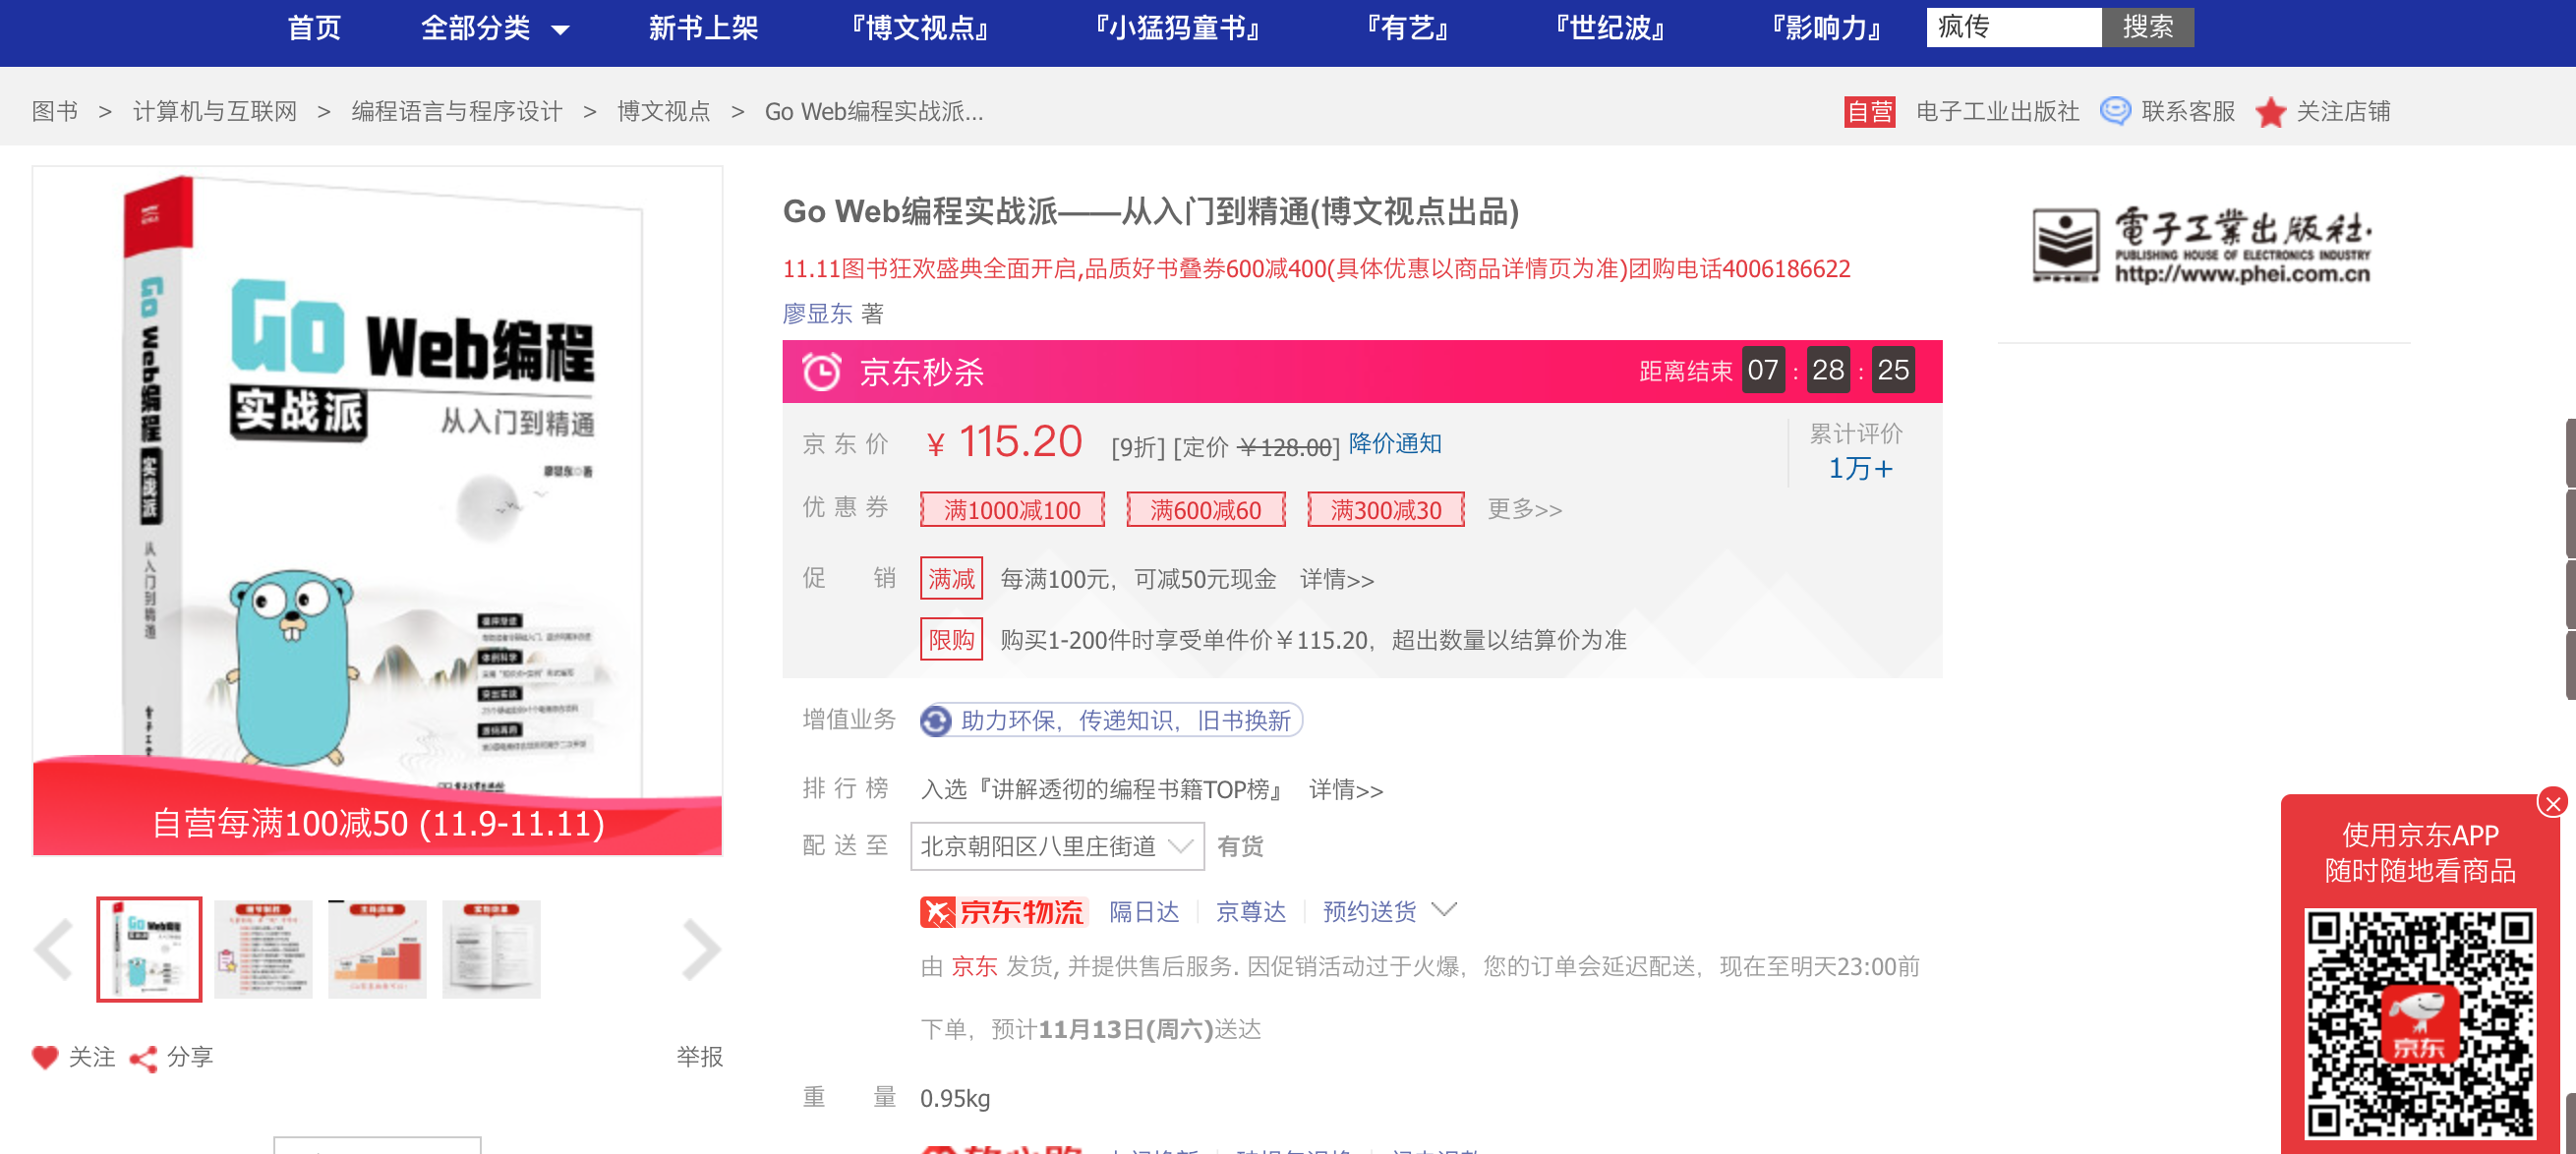 首页 全部分类 新书上架 『博文视点』 『小猛犸童书』 『有艺』 『世纪波』 『影响力』 疯传 搜索
图书 > 计算机与互联网 > 编程语言与程序设计 > 博文视点 > Go Web编程实战派...
自营 电子工业出版社 联系客服 关注店铺
Go Web编程
实战派
从入门到精通
廖显东◎著
Go Web编程 实战派 从入门到精通
自营每满100减50 (11.9-11.11)
关注 分享 举报
Go Web编程实战派——从入门到精通(博文视点出品)
11.11图书狂欢盛典全面开启,品质好书叠券600减400(具体优惠以商品详情页为准)团购电话4006186622
廖显东 著
京东秒杀 距离结束 07 : 28 : 25
京东价 ￥ 115.20 [9折] [定价 ￥128.00] 降价通知
累计评价
1万+
优惠券 满1000减100 满600减60 满300减30 更多>>
促销 满减 每满100元，可减50元现金 详情>>
限购 购买1-200件时享受单件价￥115.20，超出数量以结算价为准
增值业务 助力环保，传递知识，旧书换新
排行榜 入选『讲解透彻的编程书籍TOP榜』 详情>>
配送至 北京朝阳区八里庄街道 有货
京东物流 隔日达 京尊达 预约送货
由 京东 发货, 并提供售后服务. 因促销活动过于火爆，您的订单会延迟配送，现在至明天23:00前
下单，预计11月13日(周六)送达
重量 0.95kg
電子工業出版社.
PUBLISHING HOUSE OF ELECTRONICS INDUSTRY
http://www.phei.com.cn
使用京东APP
随时随地看商品
京东